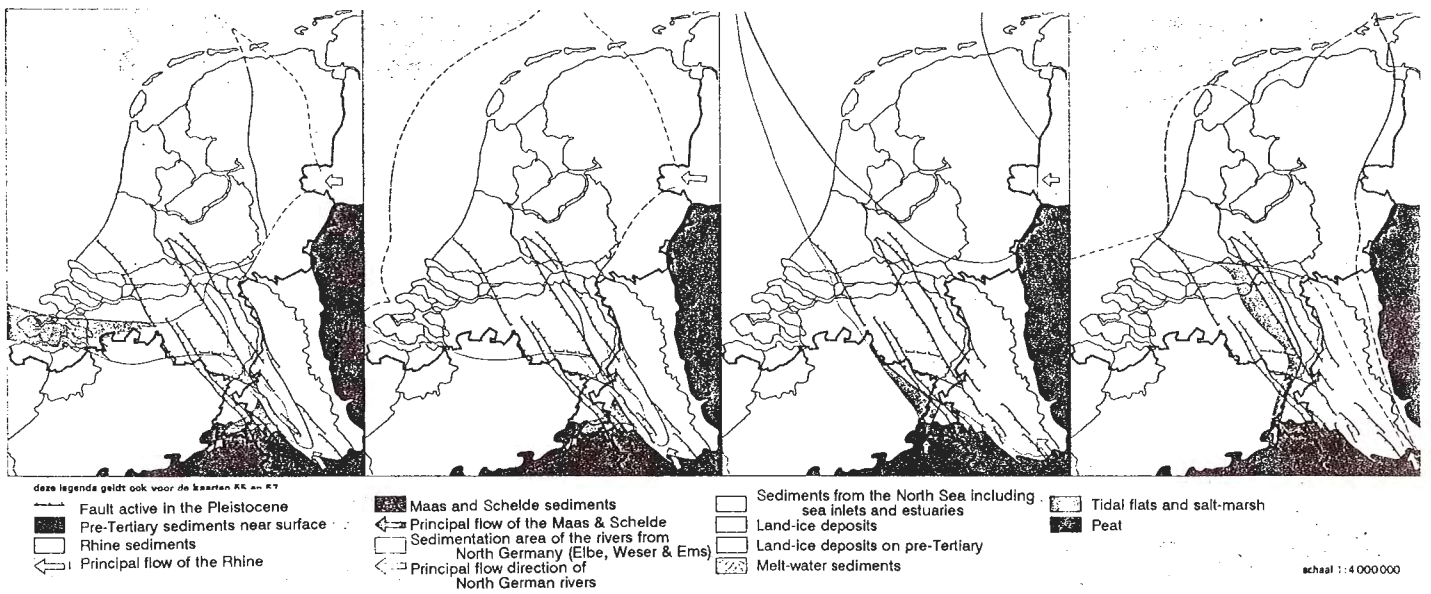 deze legenda geldt ook voor de kaarten 55 en 57
Fault active in the Pleistocene
Pre-Tertiary sediments near surface
Rhine sediments
Principal flow of the Rhine
Maas and Schelde sediments
Principal flow of the Maas & Schelde
Sedimentation area of the rivers from
North Germany (Elbe, Weser & Ems)
Principal flow direction of
North German rivers
Sediments from the North Sea including
sea inlets and estuaries
Land-ice deposits
Land-ice deposits on pre-Tertiary
Melt-water sediments
Tidal flats and salt-marsh
Peat
schaal 1:4 000 000